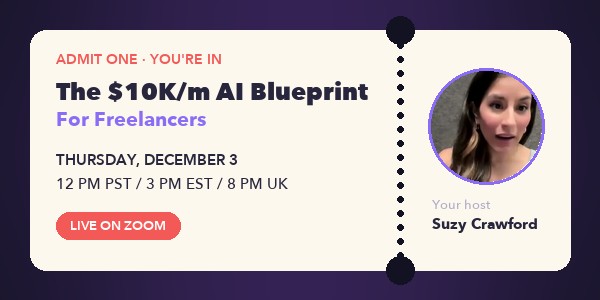 ADMIT ONE · YOU'RE IN
The $10K/m AI Blueprint
For Freelancers
THURSDAY, DECEMBER 3
12 PM PST / 3 PM EST / 8 PM UK
LIVE ON ZOOM
Your host
Suzy Crawford